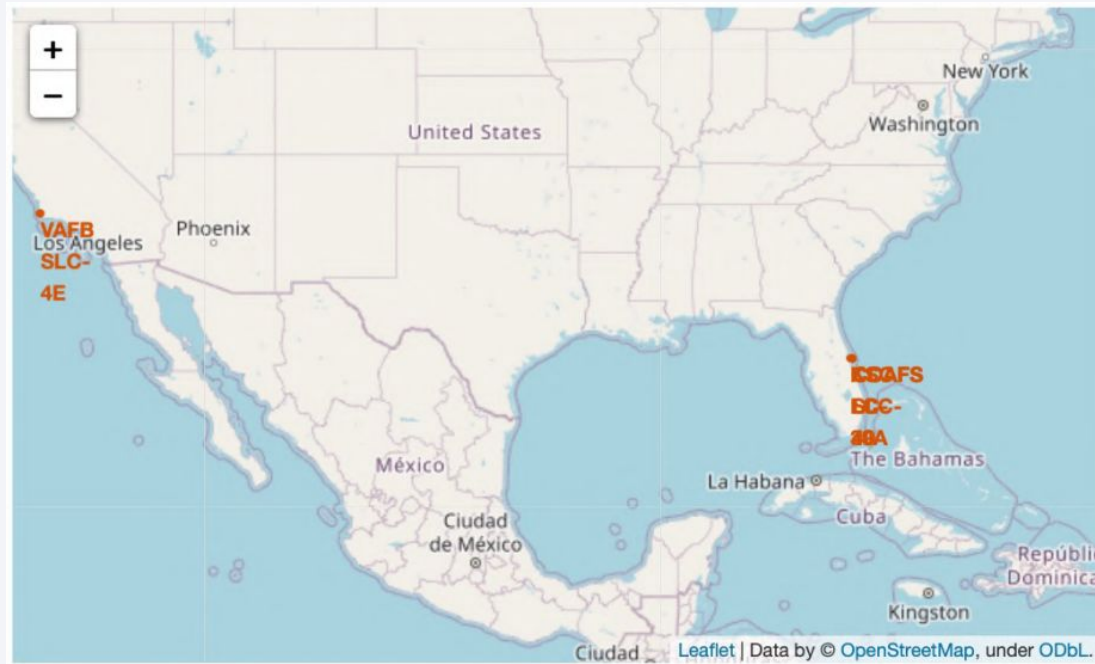 +
−
New York
United States
Washington
Phoenix
VAFB
Los Angeles
SLC-
4E
The Bahamas
México
La Habana
Cuba
Ciudad
de México
Repúbli
Dominica
Kingston
Ciudad
Leaflet | Data by © OpenStreetMap, under ODbL.